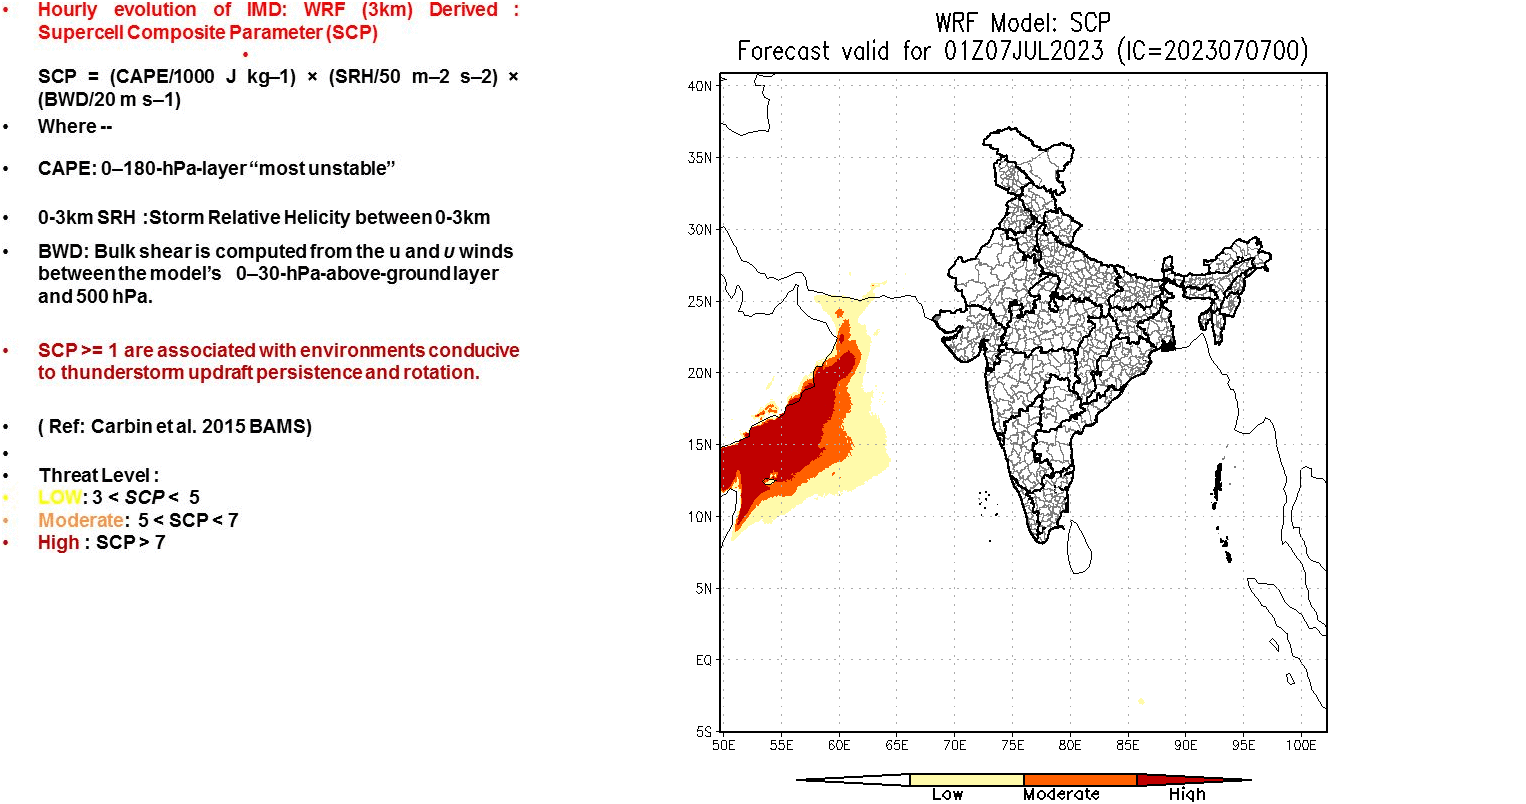 Hourly evolution of IMD: WRF (3km) Derived :
Supercell Composite Parameter (SCP)
SCP = (CAPE/1000 J kg–1) × (SRH/50 m–2 s–2) ×
(BWD/20 m s–1)
Where --
CAPE: 0–180-hPa-layer “most unstable”
0-3km SRH :Storm Relative Helicity between 0-3km
BWD: Bulk shear is computed from the u and υ winds
between the model’s 0–30-hPa-above-ground layer
and 500 hPa.
SCP >= 1 are associated with environments conducive
to thunderstorm updraft persistence and rotation.
( Ref: Carbin et al. 2015 BAMS)
Threat Level :
LOW: 3 < SCP < 5
Moderate: 5 < SCP < 7
High : SCP > 7
WRF Model: SCP
Forecast valid for 01Z07JUL2023 (IC=2023070700)
40N
35N
30N
25N
20N
15N
10N
5N
EQ
5S
50E 55E 60E 65E 70E 75E 80E 85E 90E 95E 100E
Low Moderate High